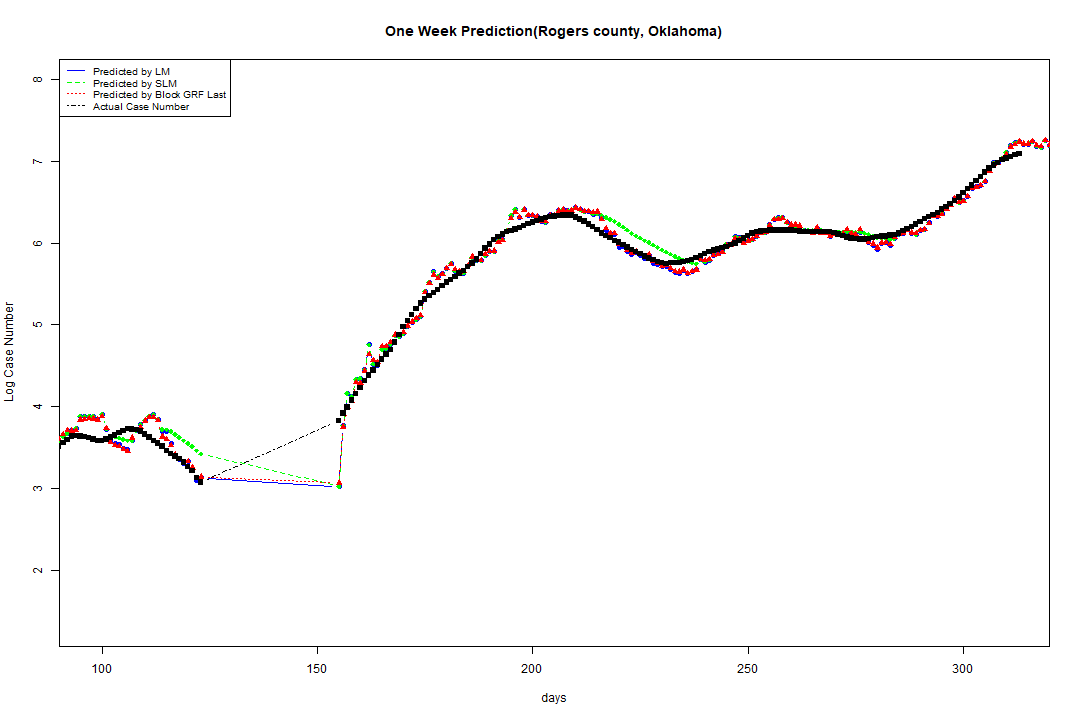 One Week Prediction(Rogers county, Oklahoma)
Predicted by LM
Predicted by SLM
Predicted by Block GRF Last
Actual Case Number
Log Case Number
8
7
6
5
4
3
2
100 150 200 250 300
days